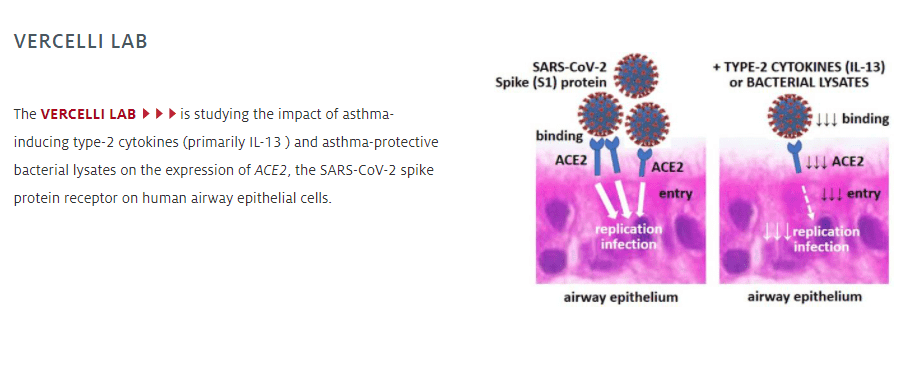 VERCELLI LAB
The VERCELLI LAB ▶▶▶ is studying the impact of asthma-
inducing type-2 cytokines (primarily IL-13 ) and asthma-protective
bacterial lysates on the expression of ACE2, the SARS-CoV-2 spike
protein receptor on human airway epithelial cells.
SARS-CoV-2
Spike (S1) protein
binding
ACE2
ACE2
entry
replication
infection
airway epithelium
+ TYPE-2 CYTOKINES (IL-13)
or BACTERIAL LYSATES
↓↓↓ binding
↓↓↓ ACE2
↓↓↓ entry
↓↓↓replication
infection
airway epithelium